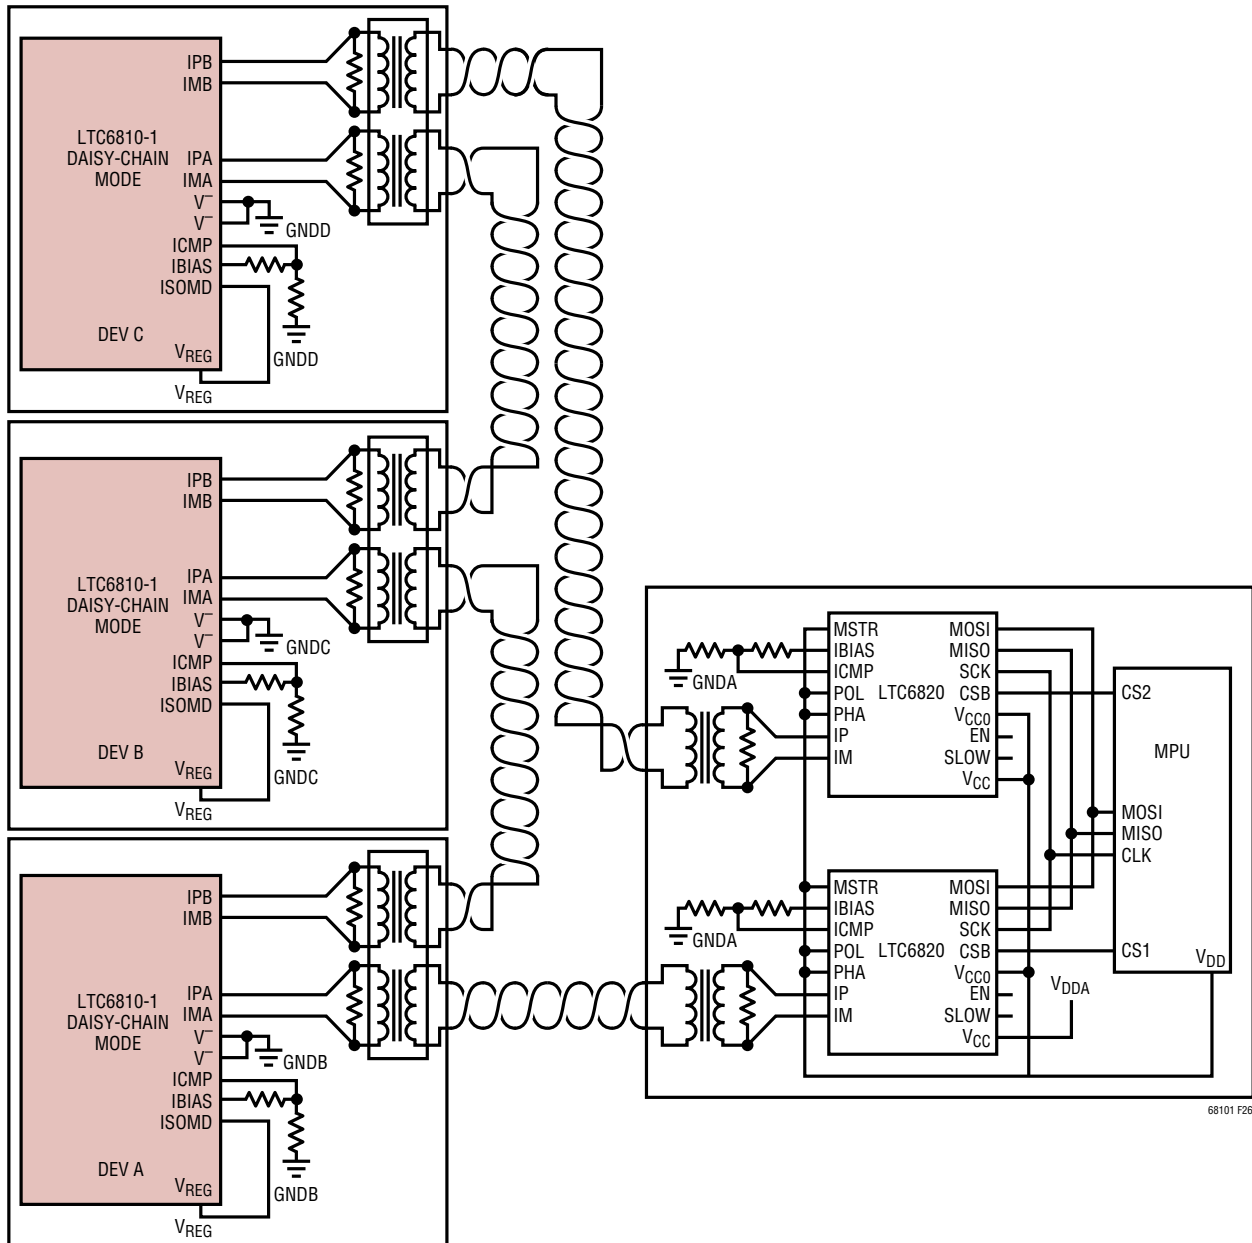 IPB
IMB
LTC6810-1
DAISY-CHAIN
MODE
IPA
IMA
V–
V–
GNDD
ICMP
IBIAS
ISOMD
GNDD
DEV C
VREG
VREG
IPB
IMB
LTC6810-1
DAISY-CHAIN
MODE
IPA
IMA
V–
V–
GNDC
ICMP
IBIAS
ISOMD
GNDC
DEV B
VREG
VREG
IPB
IMB
LTC6810-1
DAISY-CHAIN
MODE
IPA
IMA
V–
V–
GNDB
ICMP
IBIAS
ISOMD
GNDB
DEV A
VREG
VREG
GNDA
MSTR
IBIAS
ICMP
POL
PHA
IP
IM
LTC6820
MOSI
MISO
SCK
CSB
VCC0
EN
SLOW
VCC
GNDA
MSTR
IBIAS
ICMP
POL
PHA
IP
IM
LTC6820
MOSI
MISO
SCK
CSB
VCC0
EN
SLOW
VCC
VDDA
CS2
MPU
MOSI
MISO
CLK
CS1
VDD
68101 F26